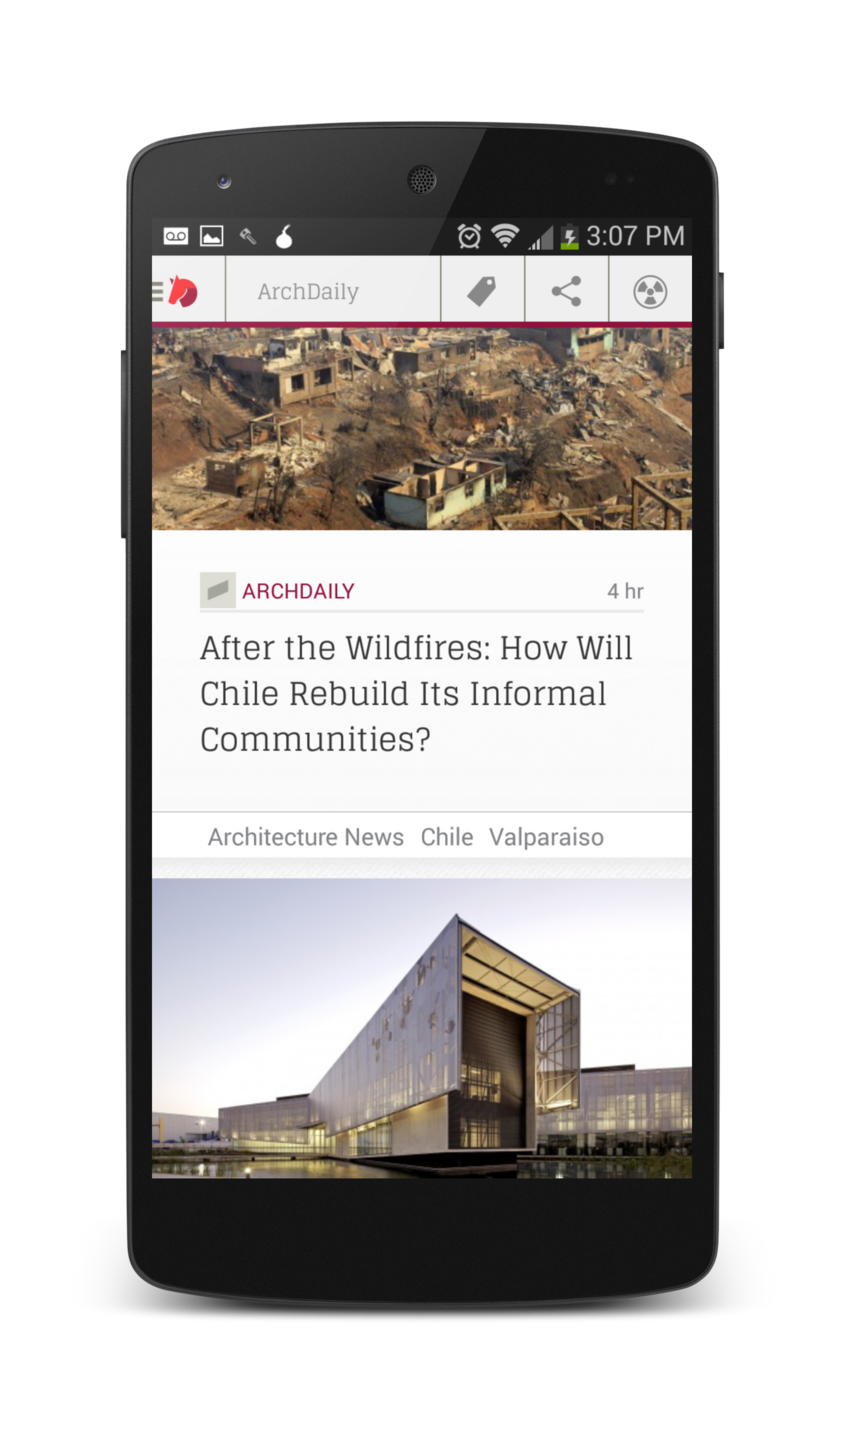 3:07 PM
ArchDaily
ARCHDAILY 4 hr
After the Wildfires: How Will
Chile Rebuild Its Informal
Communities?
Architecture News Chile Valparaiso